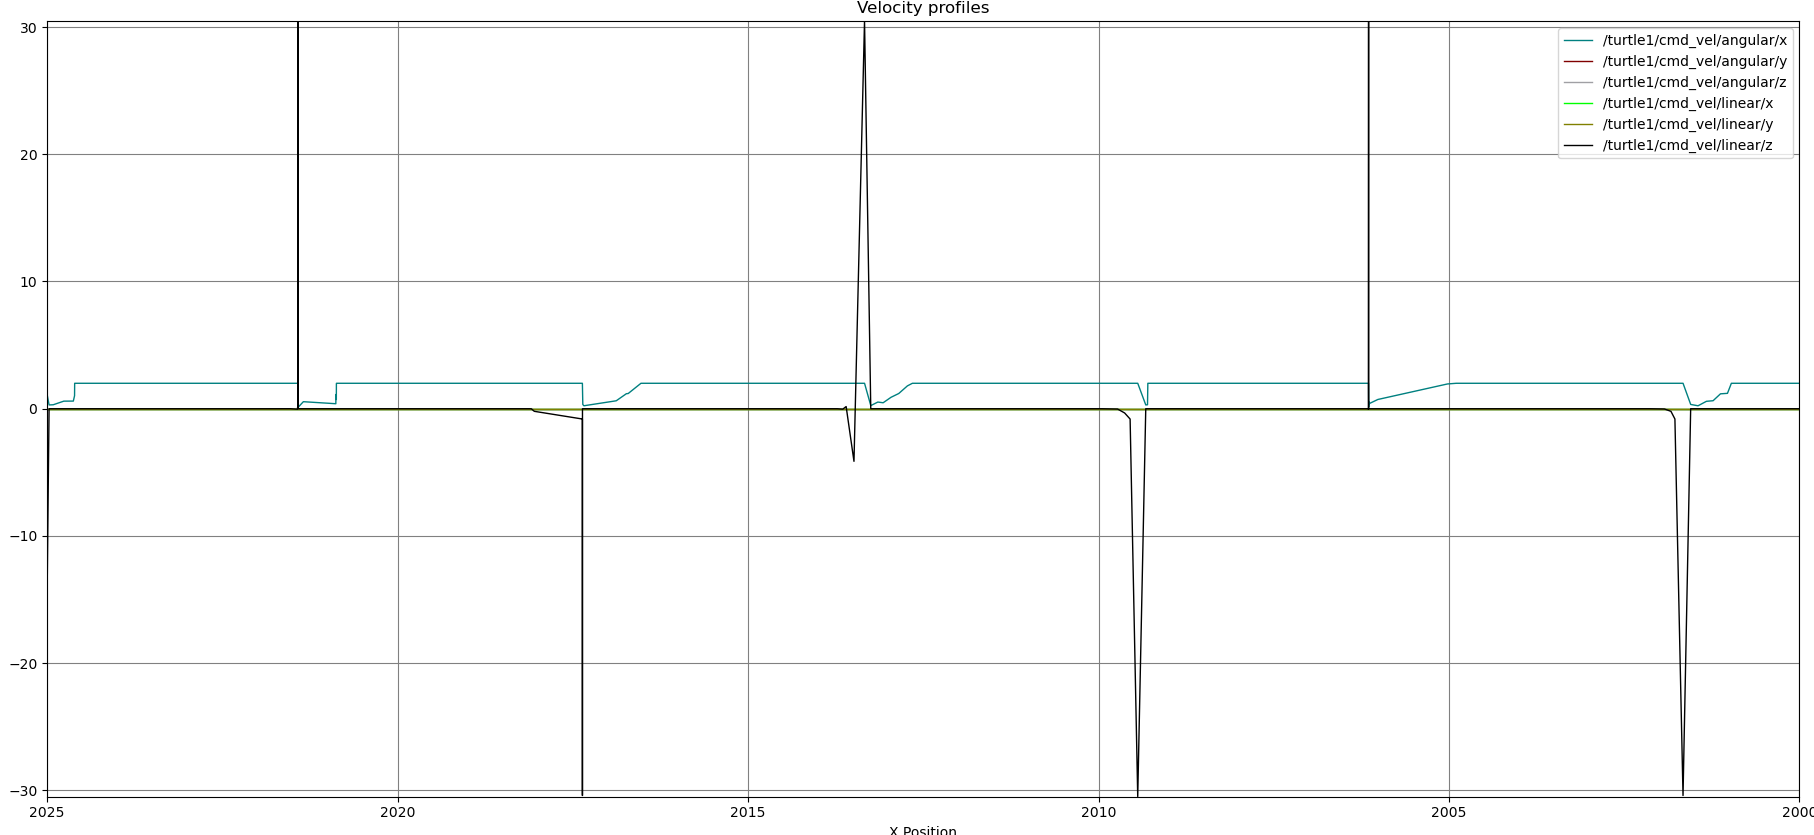 Velocity profiles
30
20
10
0
−10
−20
−30
/turtle1/cmd_vel/angular/x
/turtle1/cmd_vel/angular/y
/turtle1/cmd_vel/angular/z
/turtle1/cmd_vel/linear/x
/turtle1/cmd_vel/linear/y
/turtle1/cmd_vel/linear/z
2025 2020 2015 2010 2005 2000
X Position